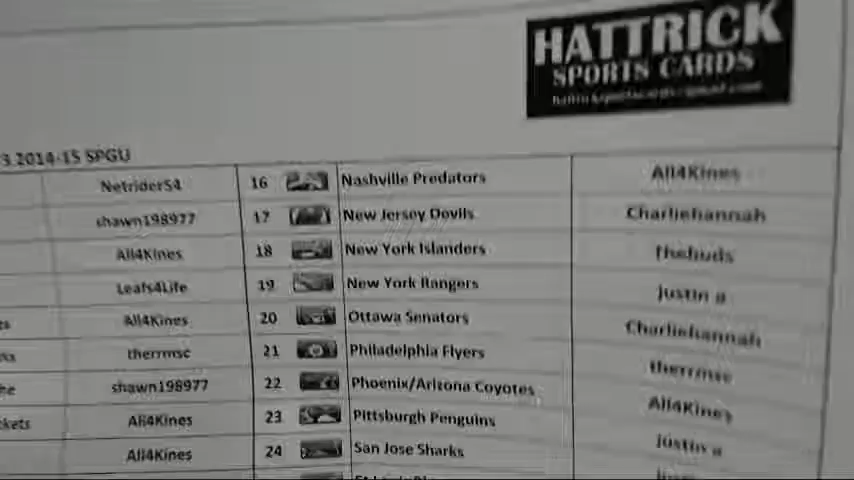 HATTRICK
SPORTS CARDS
3 2014-15 SPGU
Netrider54 16 Nashville Predators All4Kines
shawn198977 17 New Jersey Devils Charliehannah
All4Kines 18 New York Islanders thehuds
Leafs4Life 19 New York Rangers Justin a
All4Kines 20 Ottawa Senators Charliehannah
therrmsc 21 Philadelphia Flyers therrmsc
shawn198977 22 Phoenix/Arizona Coyotes All4Kines
ckets All4Kines 23 Pittsburgh Penguins Justin a
All4Kines 24 San Jose Sharks